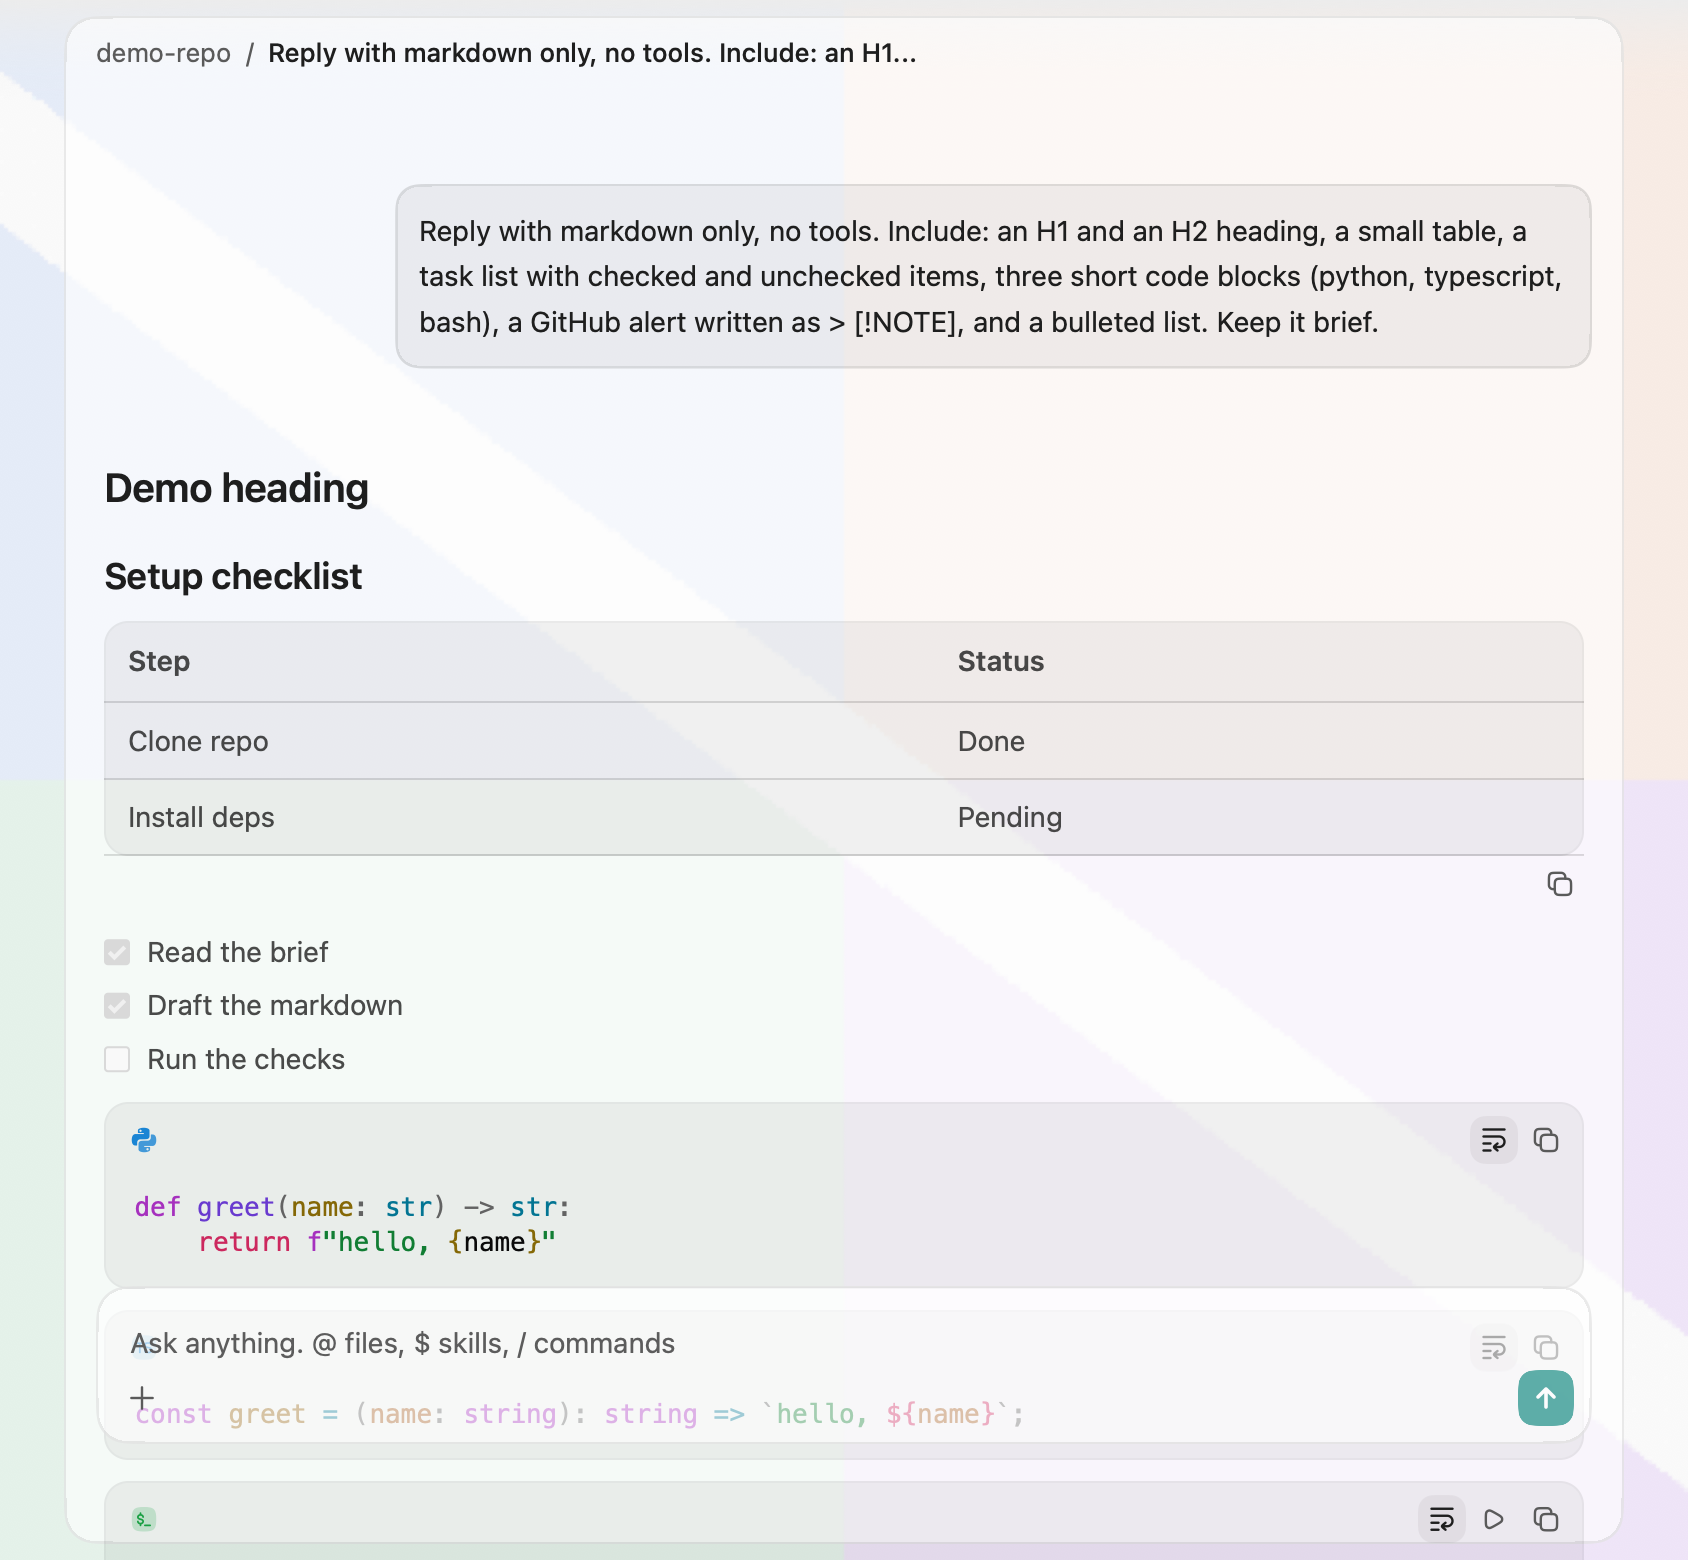 demo-repo / Reply with markdown only, no tools. Include: an H1...
Reply with markdown only, no tools. Include: an H1 and an H2 heading, a small table, a
task list with checked and unchecked items, three short code blocks (python, typescript,
bash), a GitHub alert written as > [!NOTE], and a bulleted list. Keep it brief.
Demo heading
Setup checklist
Step Status
Clone repo Done
Install deps Pending
Read the brief
Draft the markdown
Run the checks
def greet(name: str) -> str:
    return f"hello, {name}"
Ask anything. @ files, $ skills, / commands
const greet = (name: string): string => `hello, ${name}`;
$_